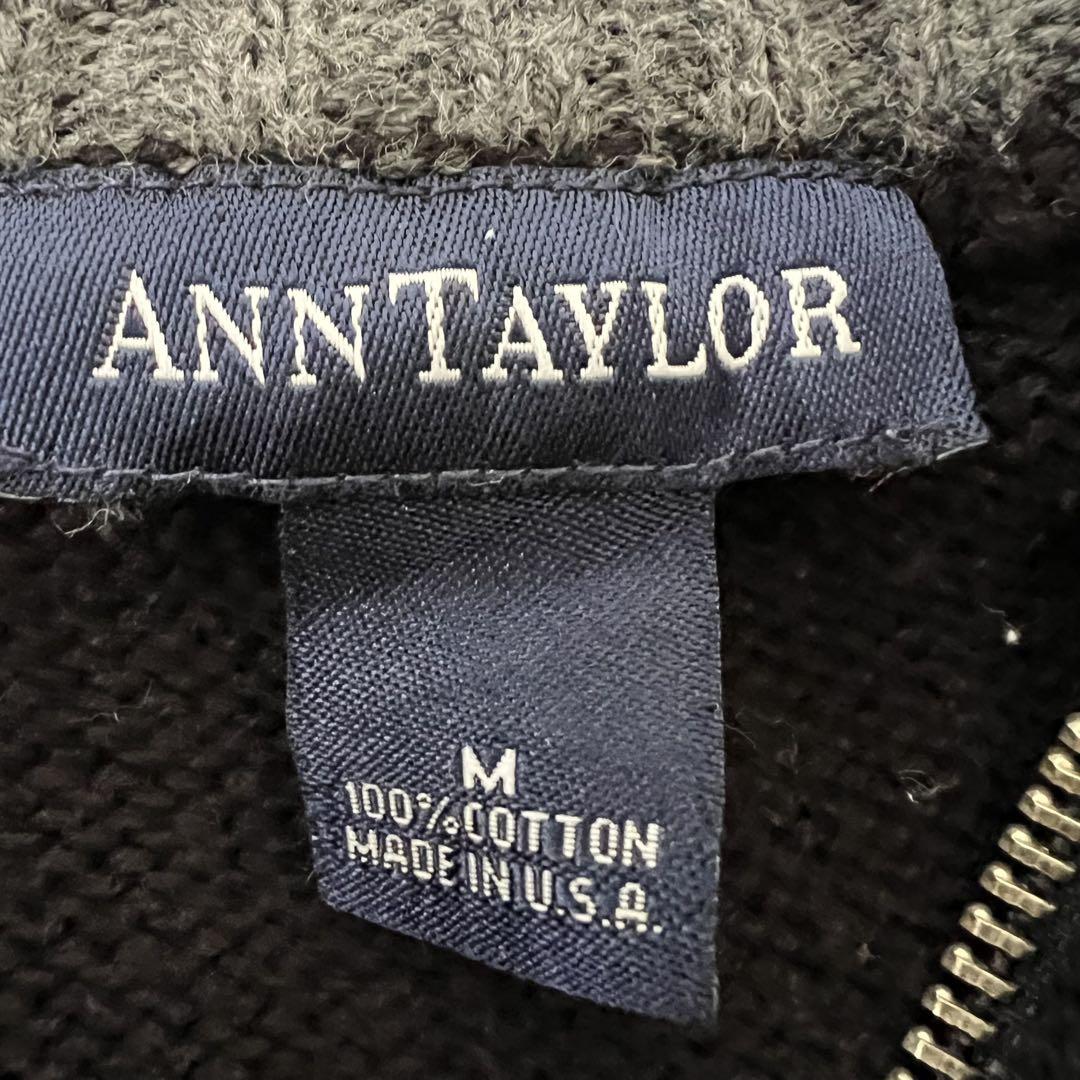 ANNTAYLOR
M
100% COTTON
MADE IN U.S.A.